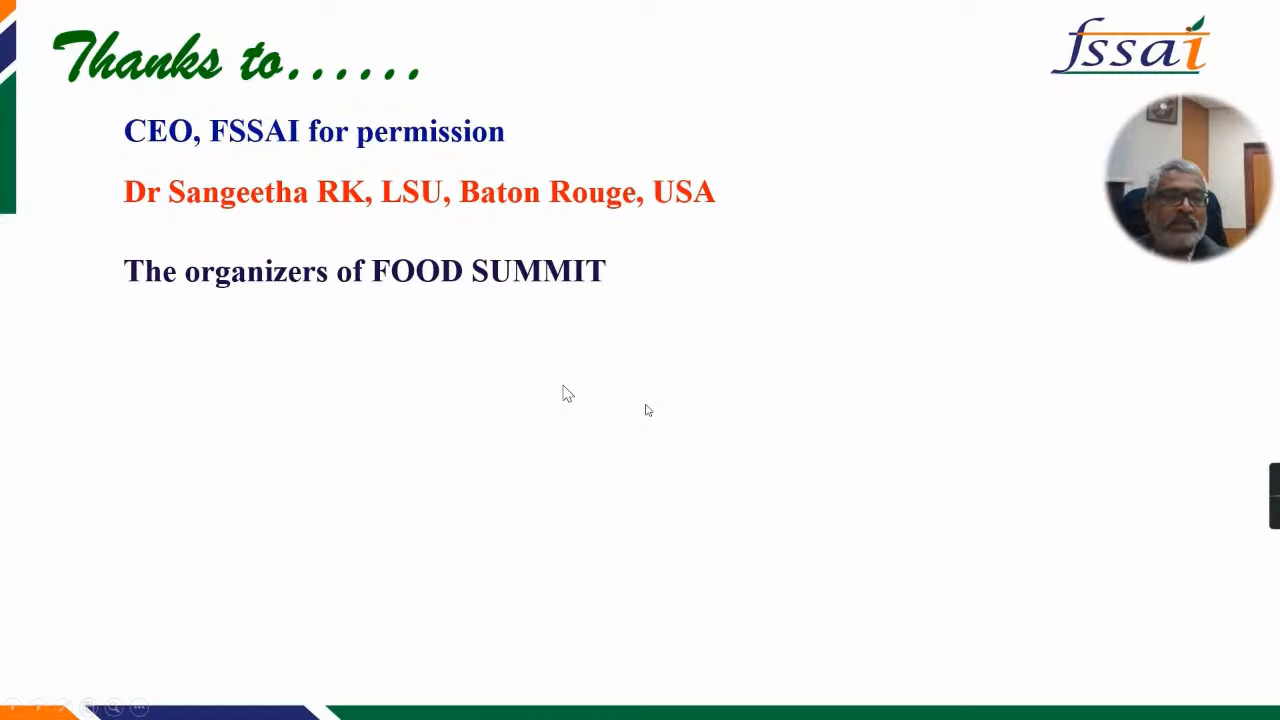 Thanks to......
fssai
CEO, FSSAI for permission
Dr Sangeetha RK, LSU, Baton Rouge, USA
The organizers of FOOD SUMMIT